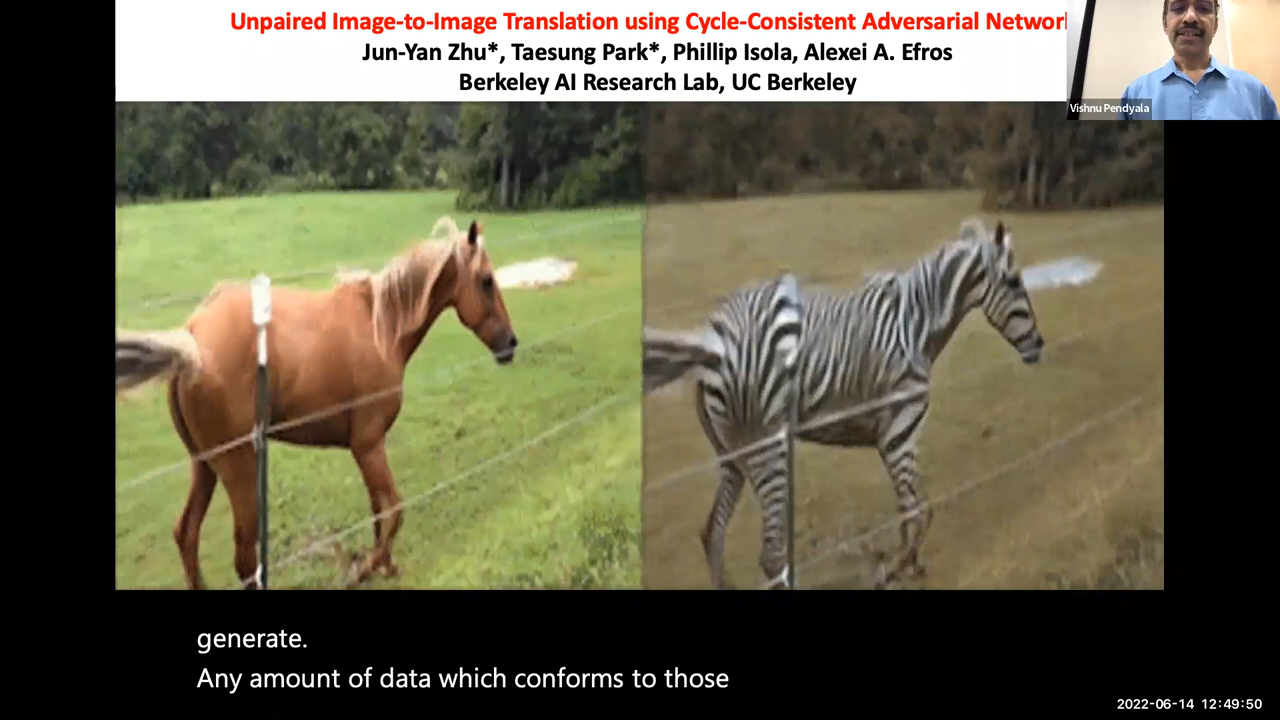 Unpaired Image-to-Image Translation using Cycle-Consistent Adversarial Networ
Jun-Yan Zhu*, Taesung Park*, Phillip Isola, Alexei A. Efros
Berkeley AI Research Lab, UC Berkeley
Vishnu Pendyala
generate.
Any amount of data which conforms to those
2022-06-14 12:49:50